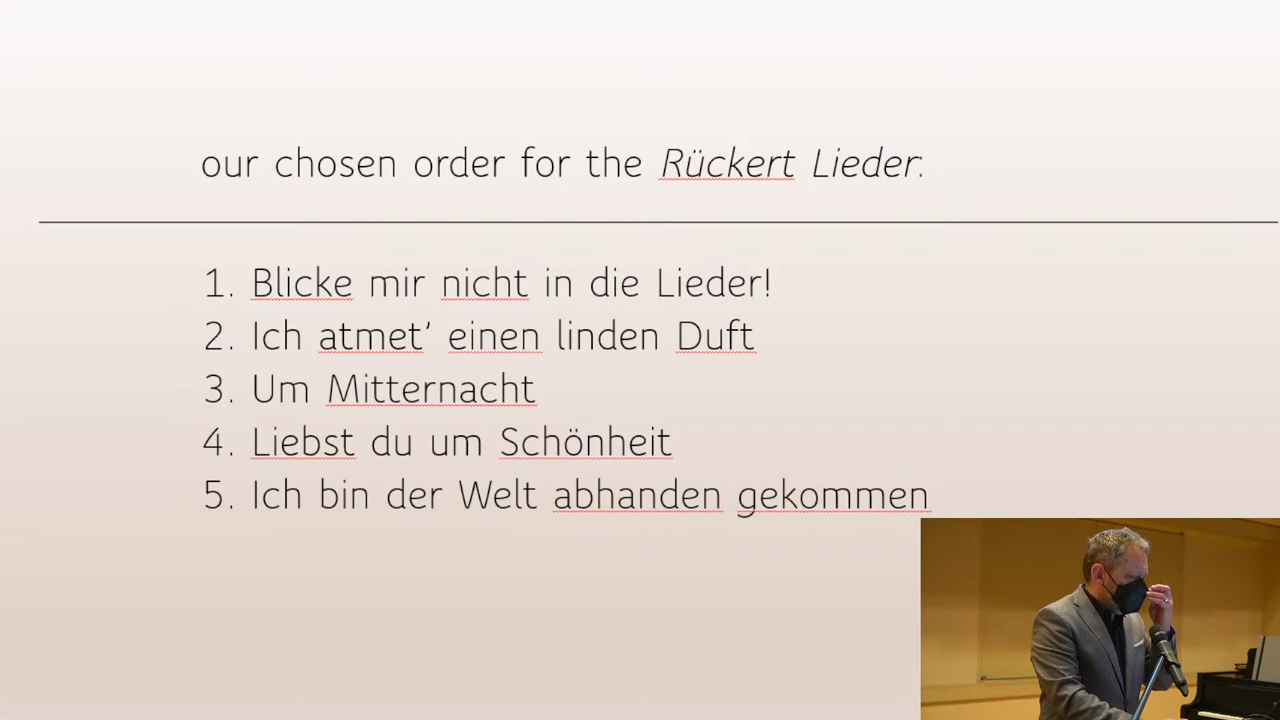 our chosen order for the Rückert Lieder:
1. Blicke mir nicht in die Lieder!
2. Ich atmet’ einen linden Duft
3. Um Mitternacht
4. Liebst du um Schönheit
5. Ich bin der Welt abhanden gekommen